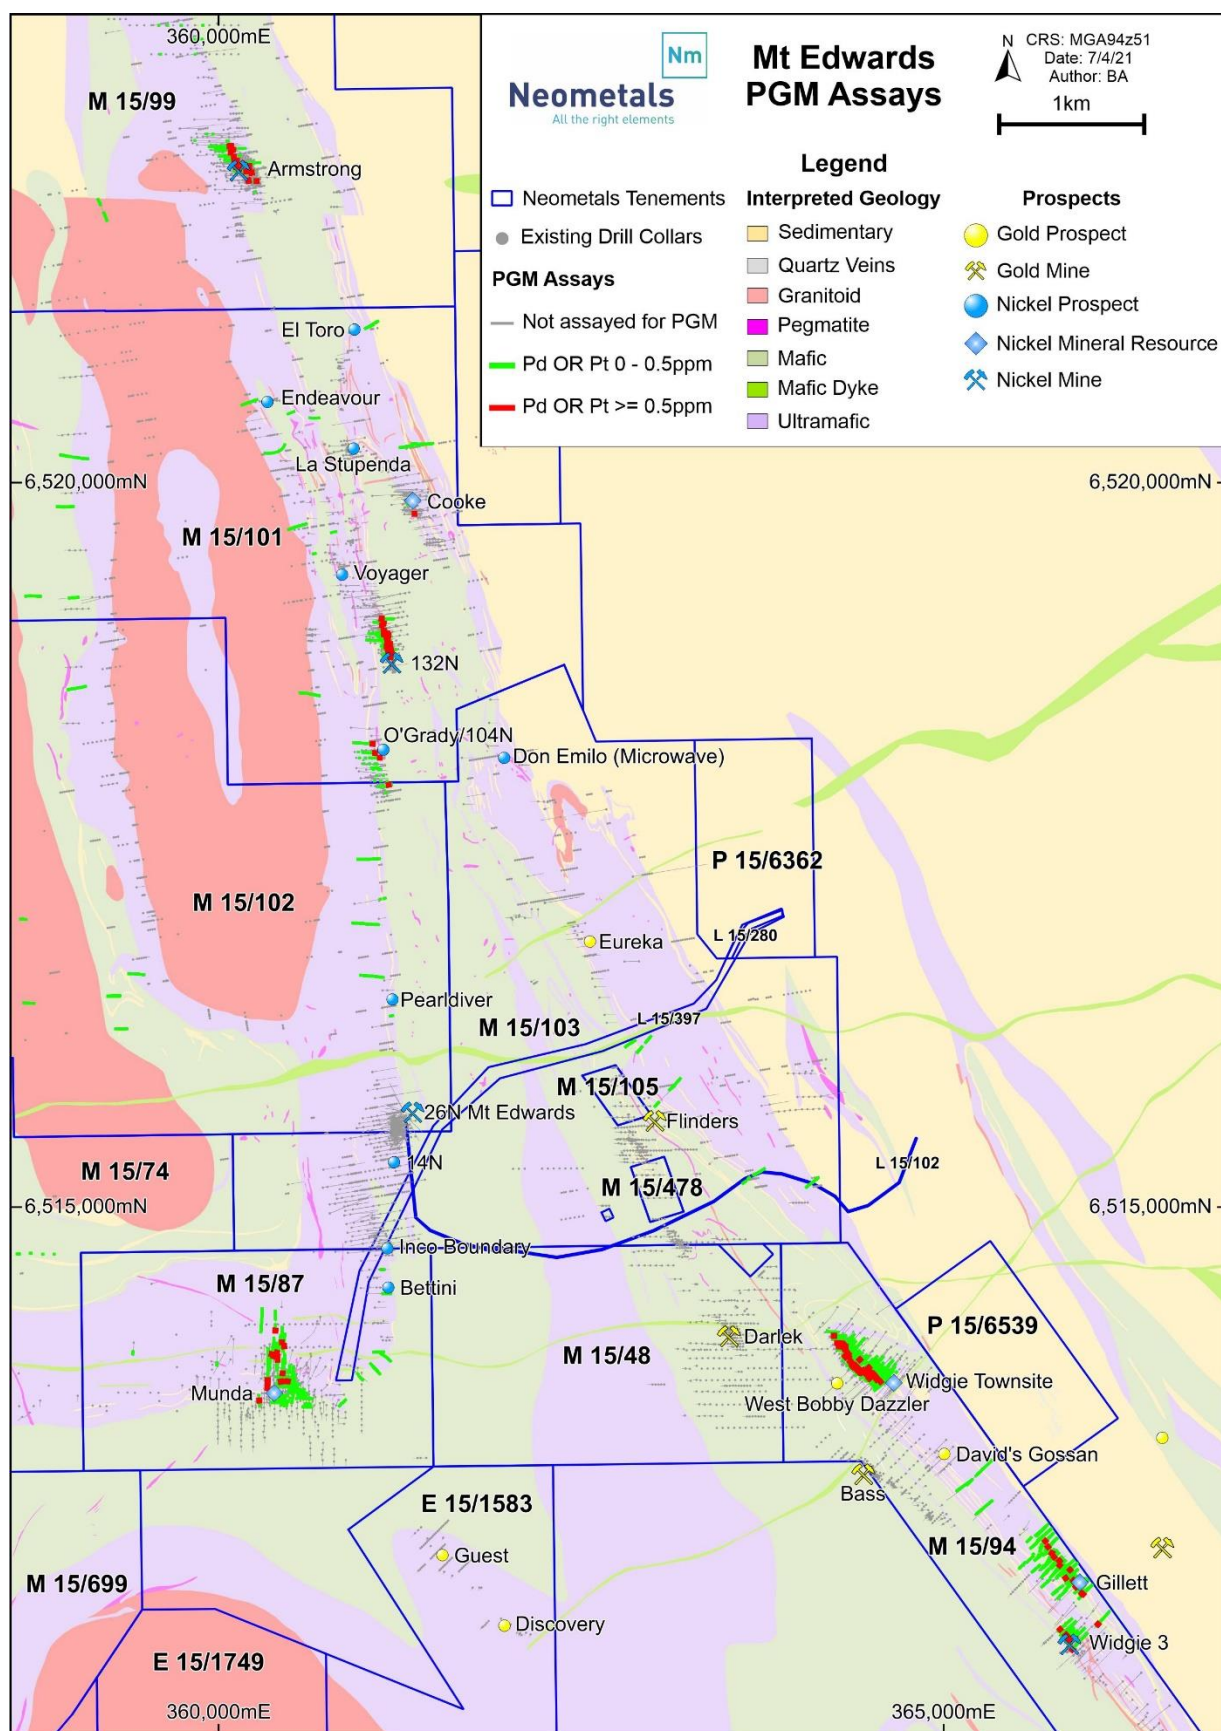 360,000mE
M 15/99
Armstrong
Nm
Neometals
All the right elements
Mt Edwards
PGM Assays
N
CRS: MGA94z51
Date: 7/4/21
Author: BA
1km
Legend
Neometals Tenements
Existing Drill Collars
PGM Assays
Not assayed for PGM
Pd OR Pt 0 - 0.5ppm
Pd OR Pt >= 0.5ppm
Interpreted Geology
Sedimentary
Quartz Veins
Granitoid
Pegmatite
Mafic
Mafic Dyke
Ultramafic
Prospects
Gold Prospect
Gold Mine
Nickel Prospect
Nickel Mineral Resource
Nickel Mine
El Toro
Endeavour
La Stupenda
6,520,000mN
6,520,000mN
Cooke
M 15/101
Voyager
132N
O'Grady/104N
Don Emilo (Microwave)
P 15/6362
M 15/102
L 15/280
Eureka
Pearldiver
L 15/397
M 15/103
M 15/105
26N Mt Edwards
Flinders
14N
L 15/102
M 15/74
M 15/478
6,515,000mN
6,515,000mN
Inco Boundary
M 15/87
Bettini
P 15/6539
Darlek
M 15/48
Munda
Widgie Townsite
West Bobby Dazzler
David's Gossan
Bass
E 15/1583
M 15/94
Guest
M 15/699
Gillett
Discovery
Widgie 3
E 15/1749
360,000mE
365,000mE